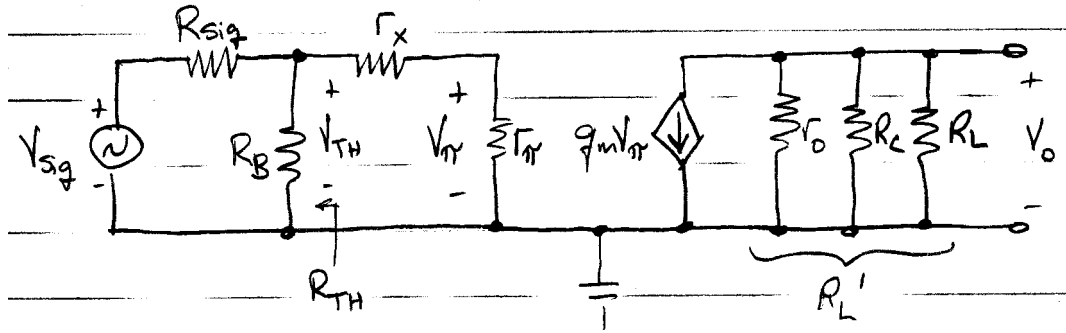 Rsig
rx
+
+
+
+
Vsig
RB
VTH
Vπ
rπ
gmVπ
ro
RC
RL
Vo
-
-
-
-
RTH
RL'